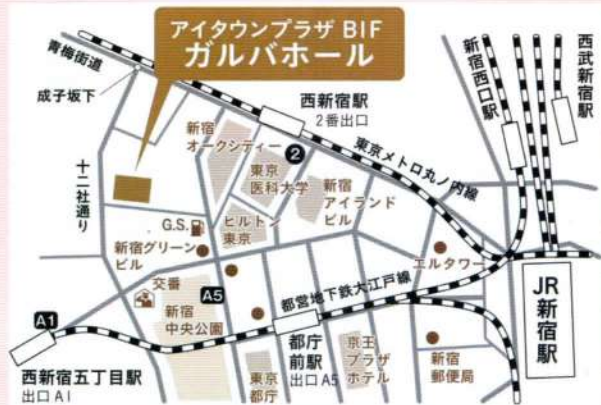 アイタウンプラザ BIF
ガルバホール
青梅街道
成子坂下
西新宿駅
2番出口
新宿西口駅
西武新宿駅
新宿
オークシティー
2
東京
医科大学
東京メトロ丸ノ内線
新宿
アイランド
ビル
十二社通り
G.S.
ヒルトン
東京
新宿グリーン
ビル
エルタワー
交番
A5
新宿
中央公園
都営地下鉄大江戸線
JR
新宿駅
A1
西新宿五丁目駅
出口A1
都庁
前駅
出口A5
東京
都庁
京王
プラザ
ホテル
新宿
郵便局